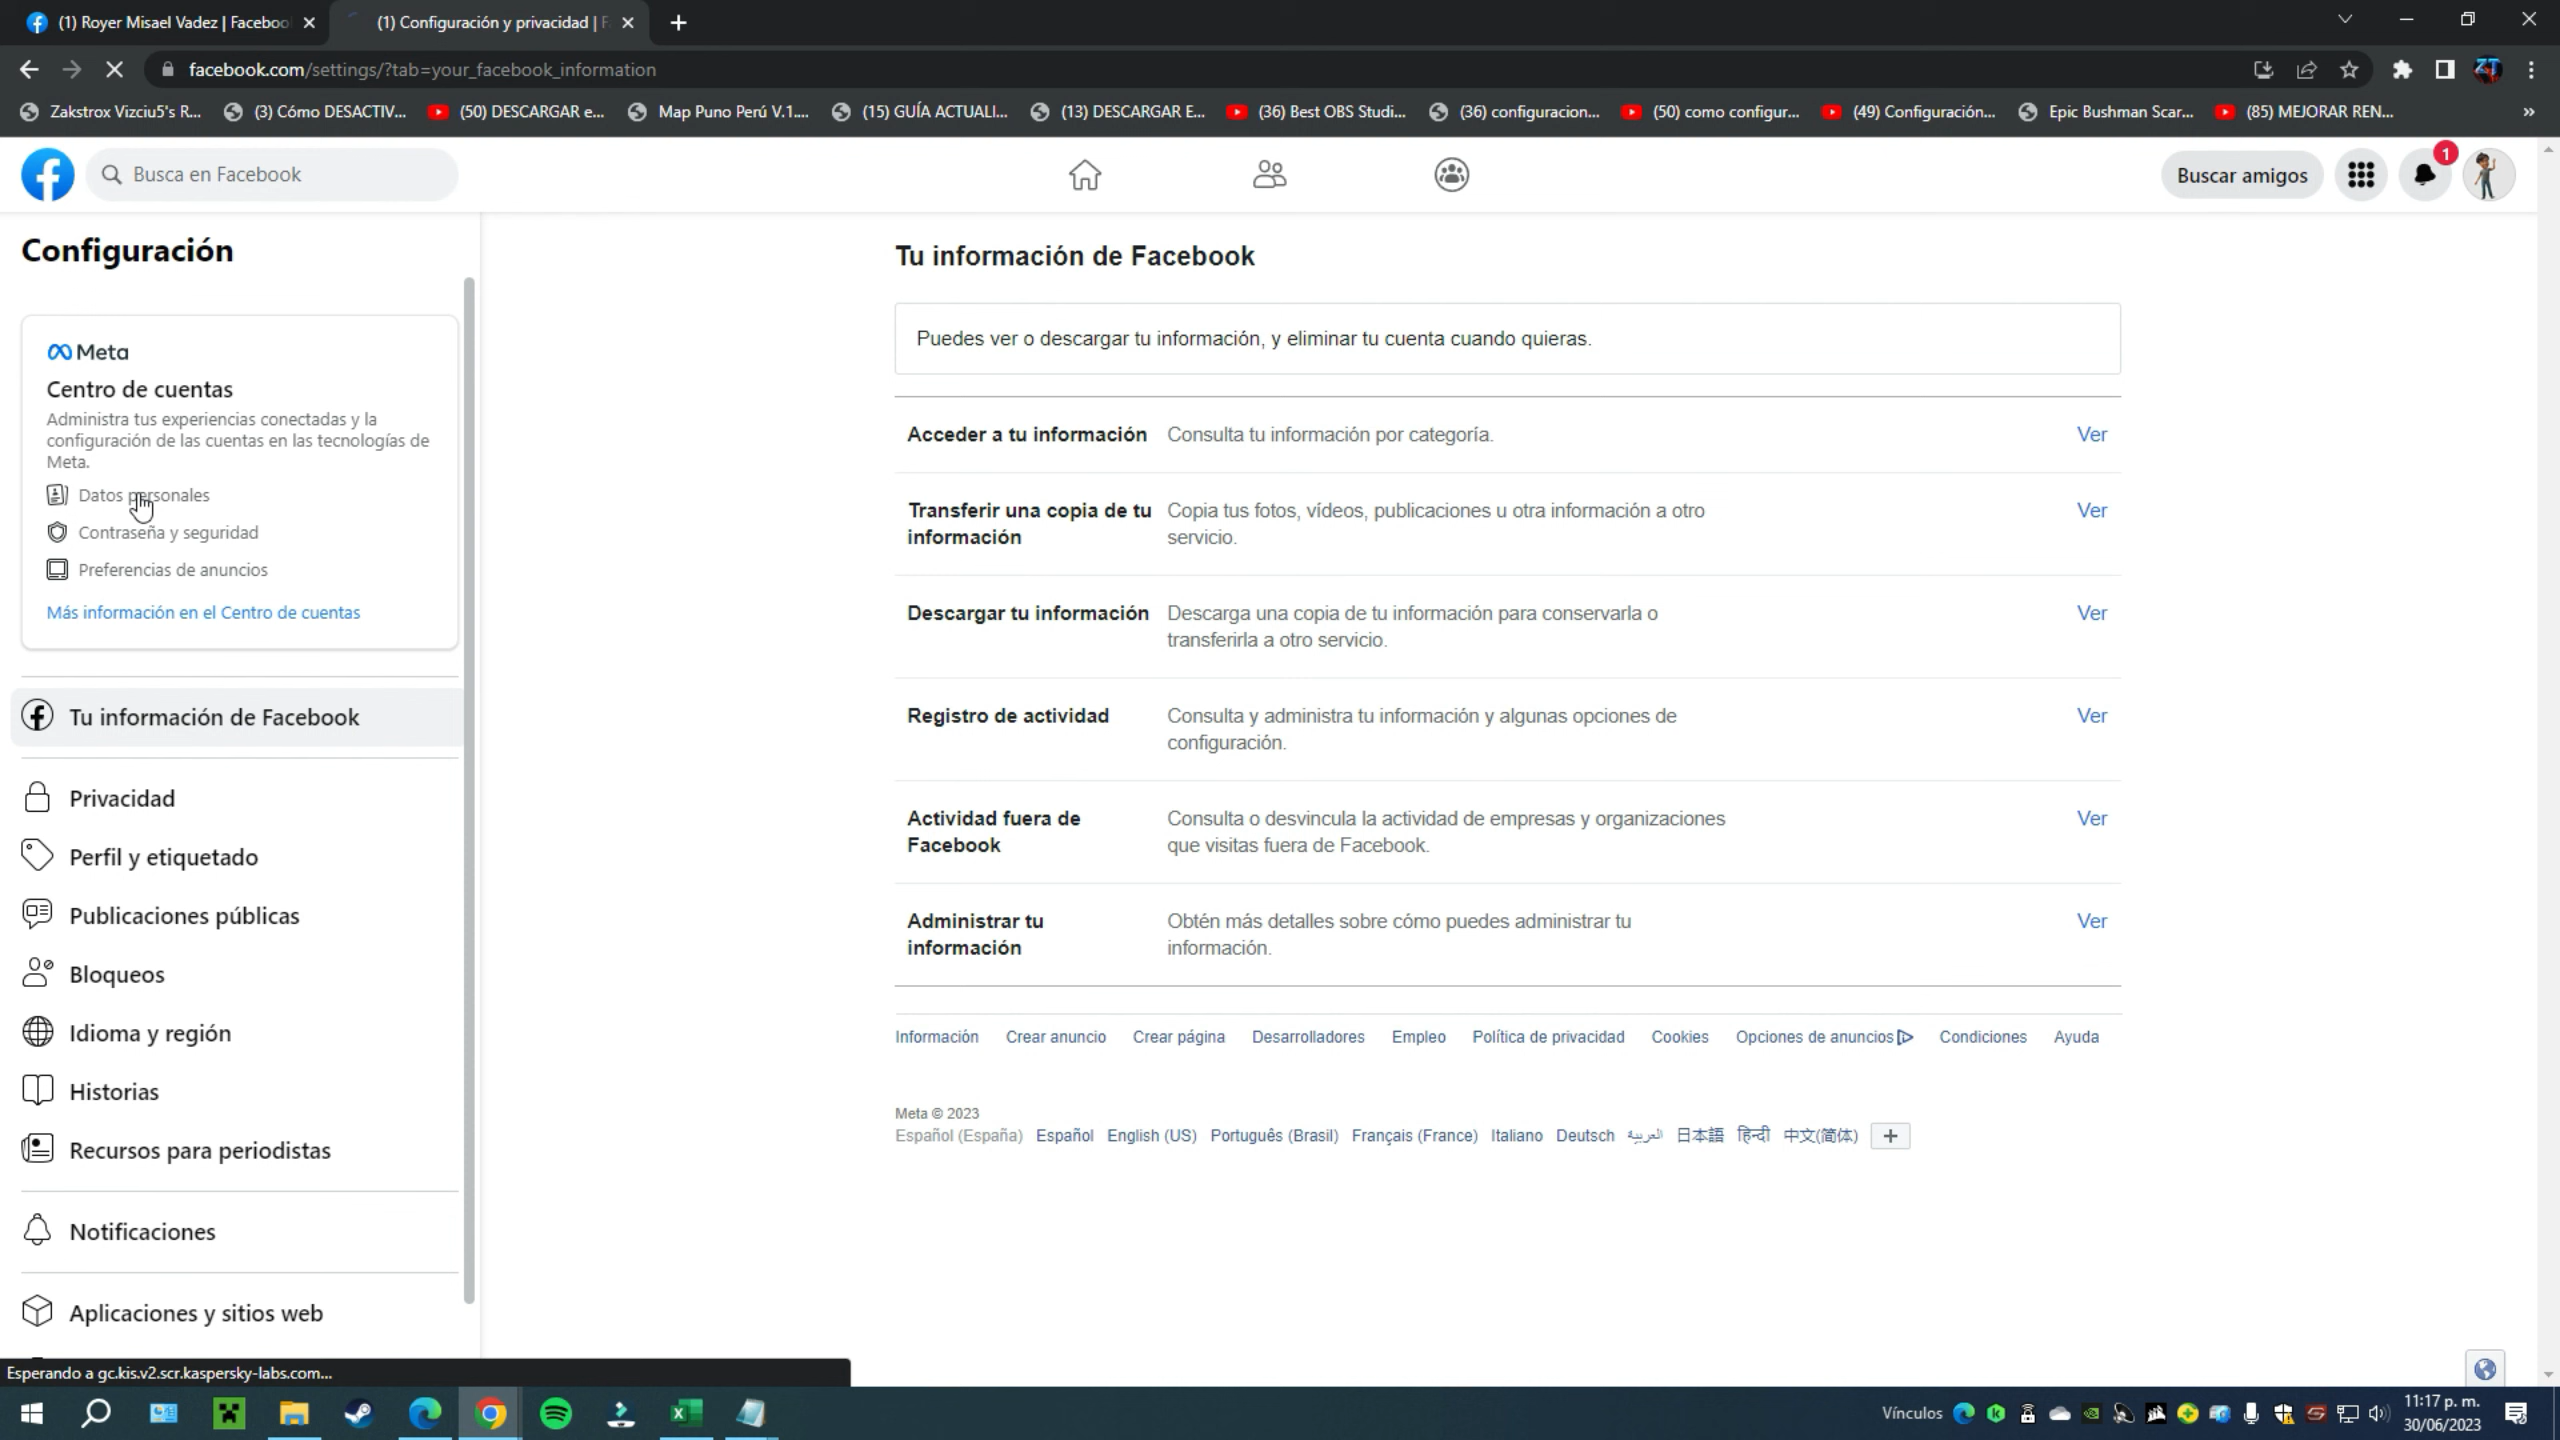 (1) Royer Misael Vadez | Faceboo
(1) Configuración y privacidad | F
facebook.com/settings/?tab=your_facebook_information
Zakstrox Vizciu5's R...
(3) Cómo DESACTIV...
(50) DESCARGAR e...
Map Puno Perú V.1....
(15) GUÍA ACTUALI...
(13) DESCARGAR E...
(36) Best OBS Studi...
(36) configuracion...
(50) como configur...
(49) Configuración...
Epic Bushman Scar...
(85) MEJORAR REN...
Busca en Facebook
Buscar amigos
1
Configuración
Meta
Centro de cuentas
Administra tus experiencias conectadas y la
configuración de las cuentas en las tecnologías de
Meta.
Datos personales
Contraseña y seguridad
Preferencias de anuncios
Más información en el Centro de cuentas
Tu información de Facebook
Privacidad
Perfil y etiquetado
Publicaciones públicas
Bloqueos
Idioma y región
Historias
Recursos para periodistas
Notificaciones
Aplicaciones y sitios web
Tu información de Facebook
Puedes ver o descargar tu información, y eliminar tu cuenta cuando quieras.
Acceder a tu información Consulta tu información por categoría. Ver
Transferir una copia de tu Copia tus fotos, vídeos, publicaciones u otra información a otro Ver
información servicio.
Descargar tu información Descarga una copia de tu información para conservarla o Ver
transferirla a otro servicio.
Registro de actividad Consulta y administra tu información y algunas opciones de Ver
configuración.
Actividad fuera de Consulta o desvincula la actividad de empresas y organizaciones Ver
Facebook que visitas fuera de Facebook.
Administrar tu Obtén más detalles sobre cómo puedes administrar tu Ver
información información.
Información Crear anuncio Crear página Desarrolladores Empleo Política de privacidad Cookies Opciones de anuncios Condiciones Ayuda
Meta © 2023
Español (España) Español English (US) Português (Brasil) Français (France) Italiano Deutsch العربية 日本語 हिन्दी 中文(简体)
Esperando a gc.kis.v2.scr.kaspersky-labs.com...
Vínculos
11:17 p. m.
30/06/2023